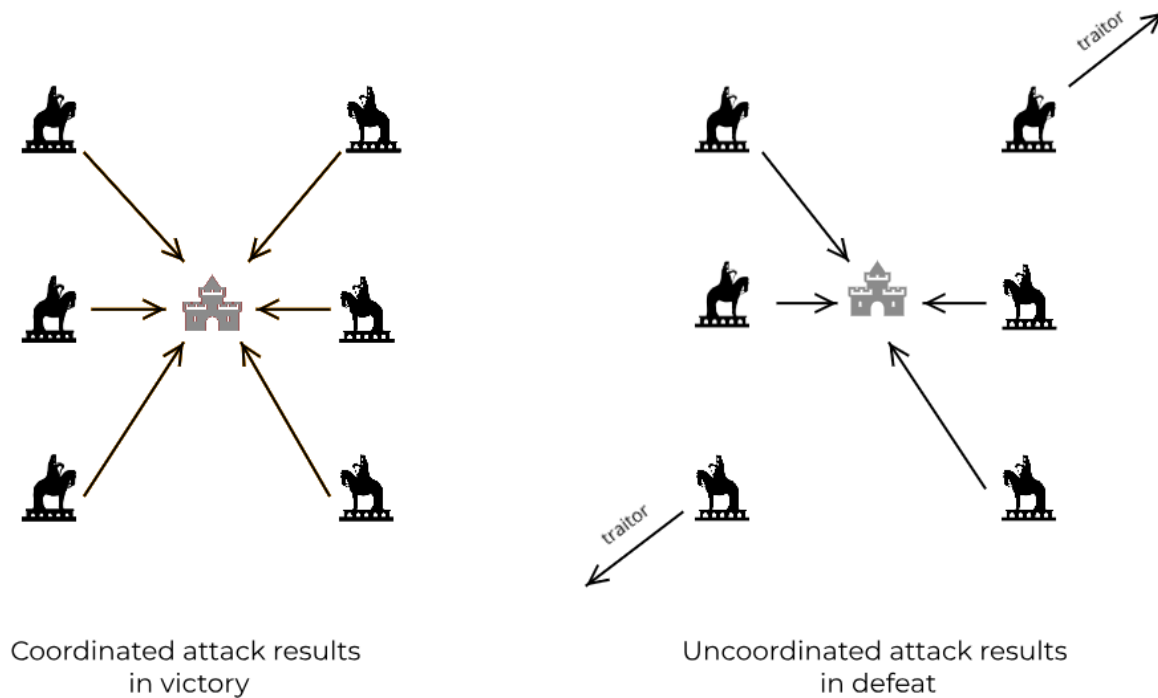 traitor
traitor
Coordinated attack results
in victory
Uncoordinated attack results
in defeat